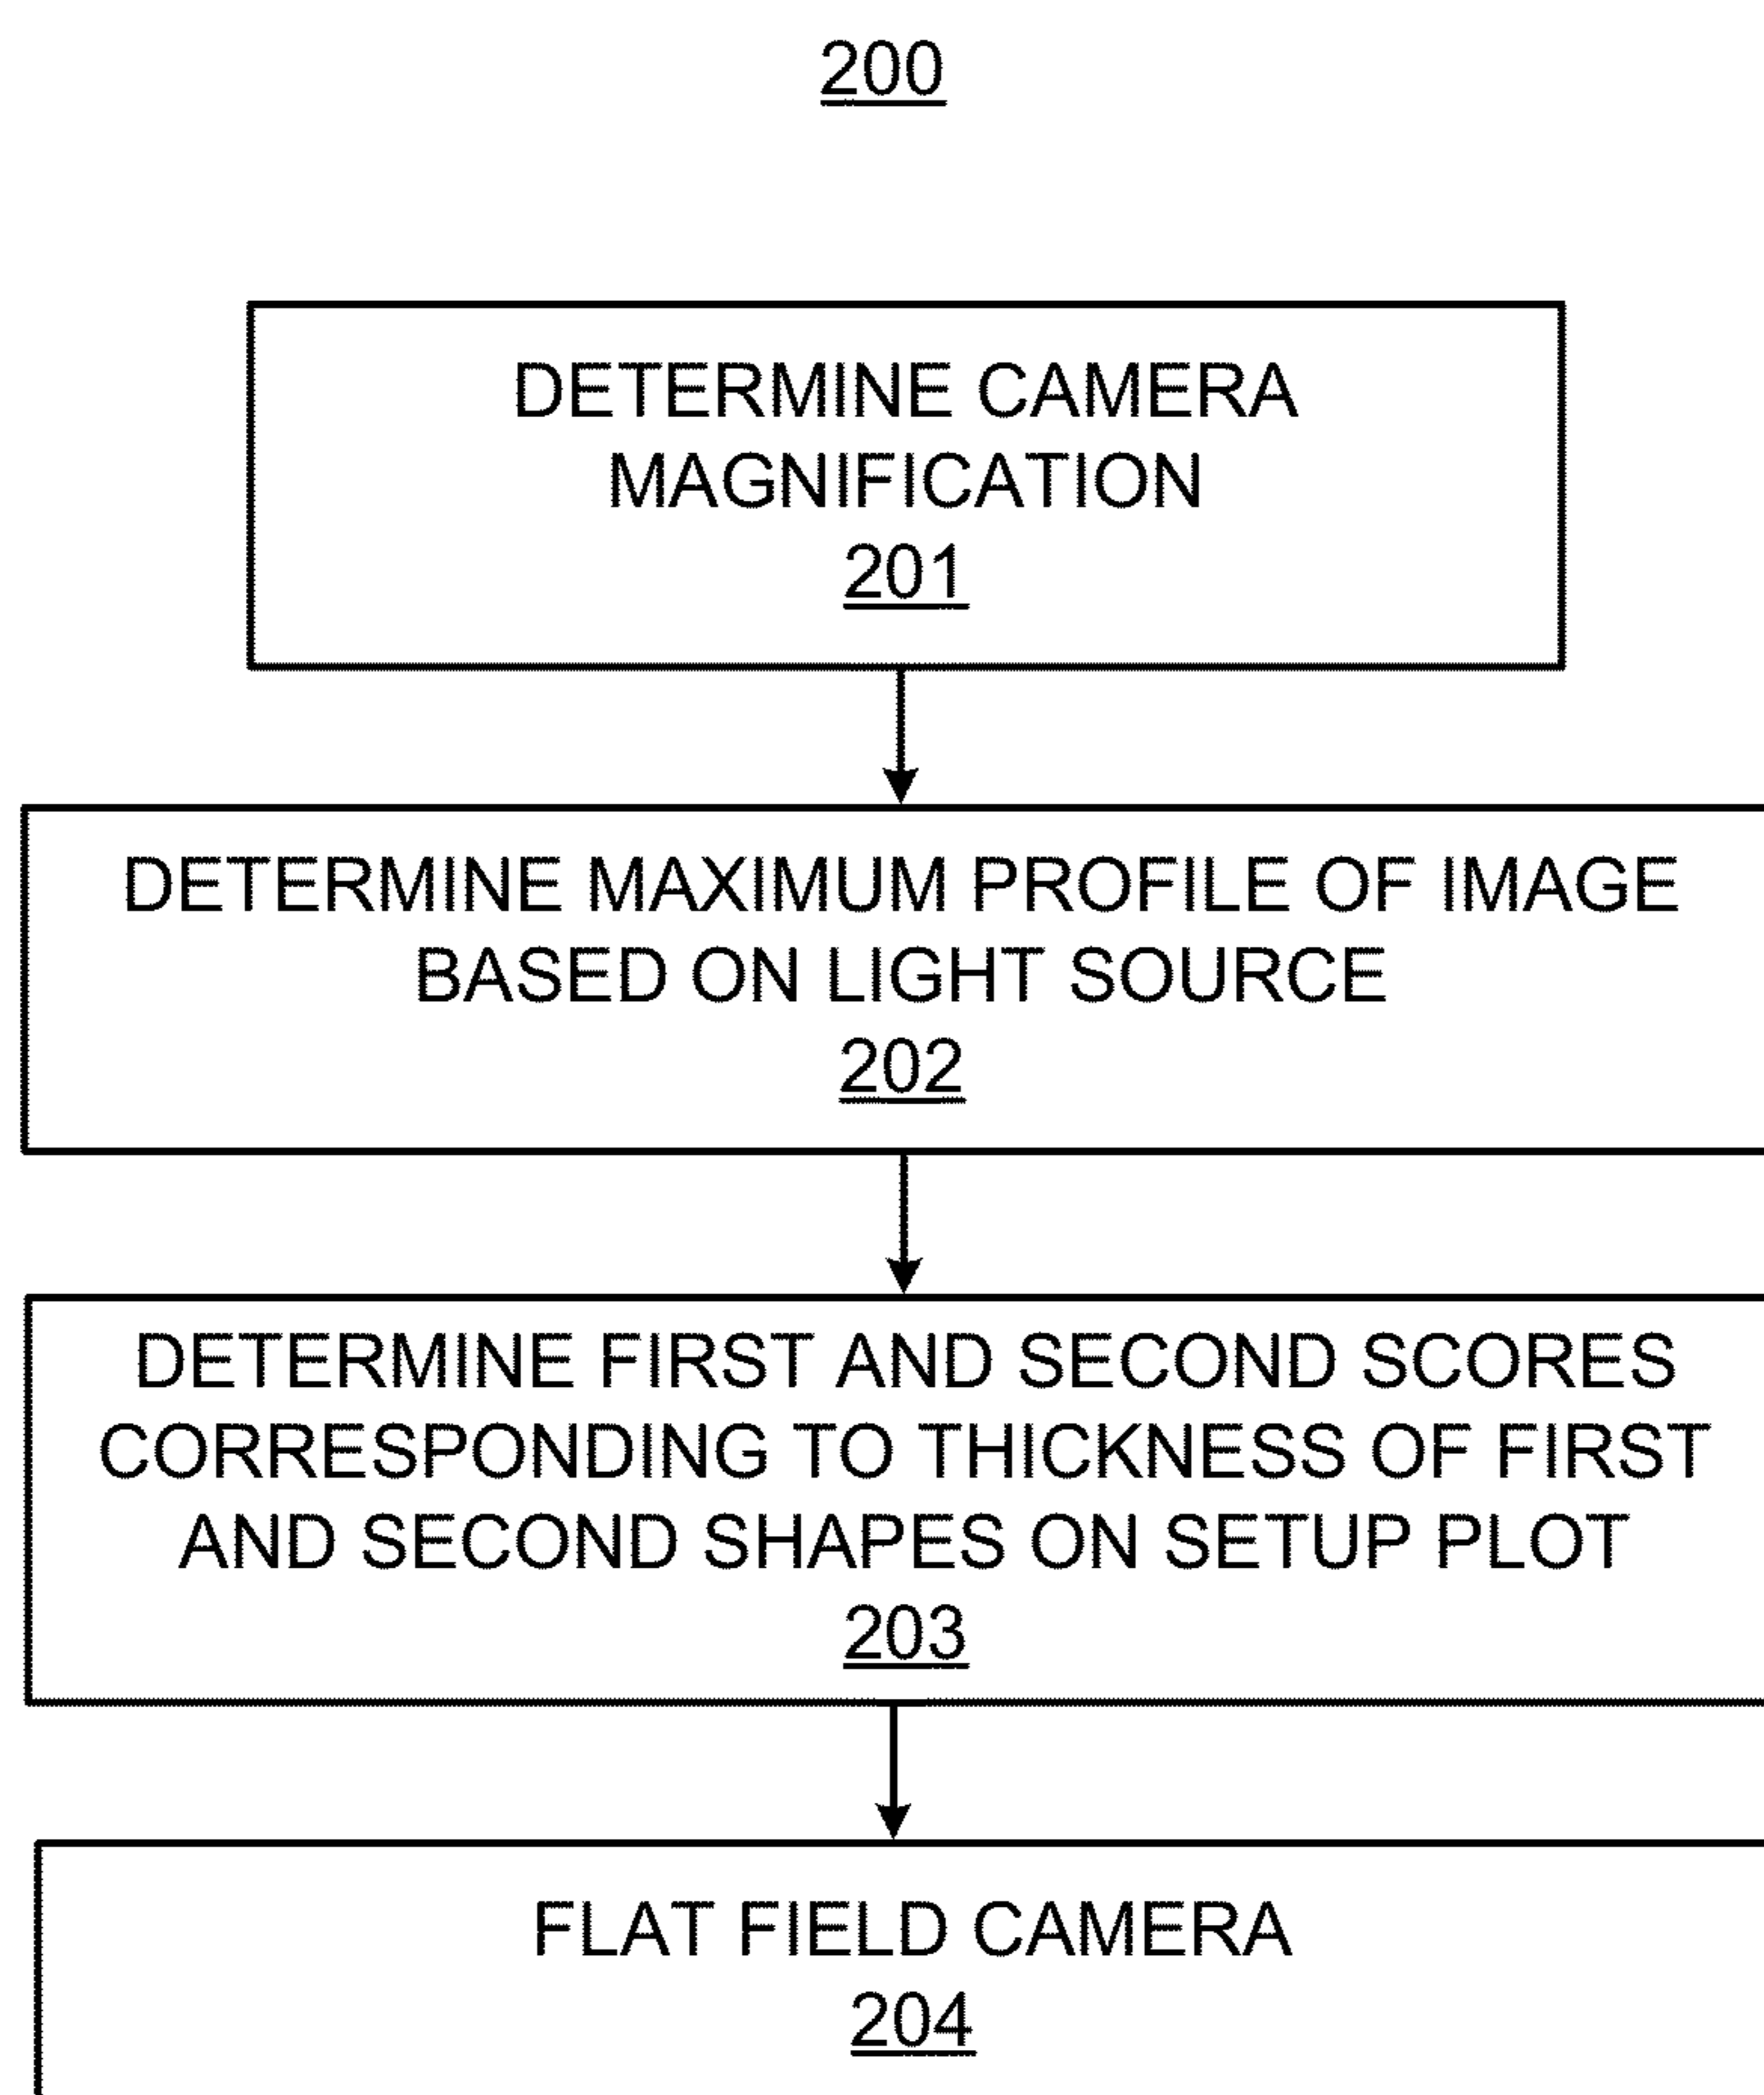 200
DETERMINE CAMERA
MAGNIFICATION
201
DETERMINE MAXIMUM PROFILE OF IMAGE
BASED ON LIGHT SOURCE
202
DETERMINE FIRST AND SECOND SCORES
CORRESPONDING TO THICKNESS OF FIRST
AND SECOND SHAPES ON SETUP PLOT
203
FLAT FIELD CAMERA
204